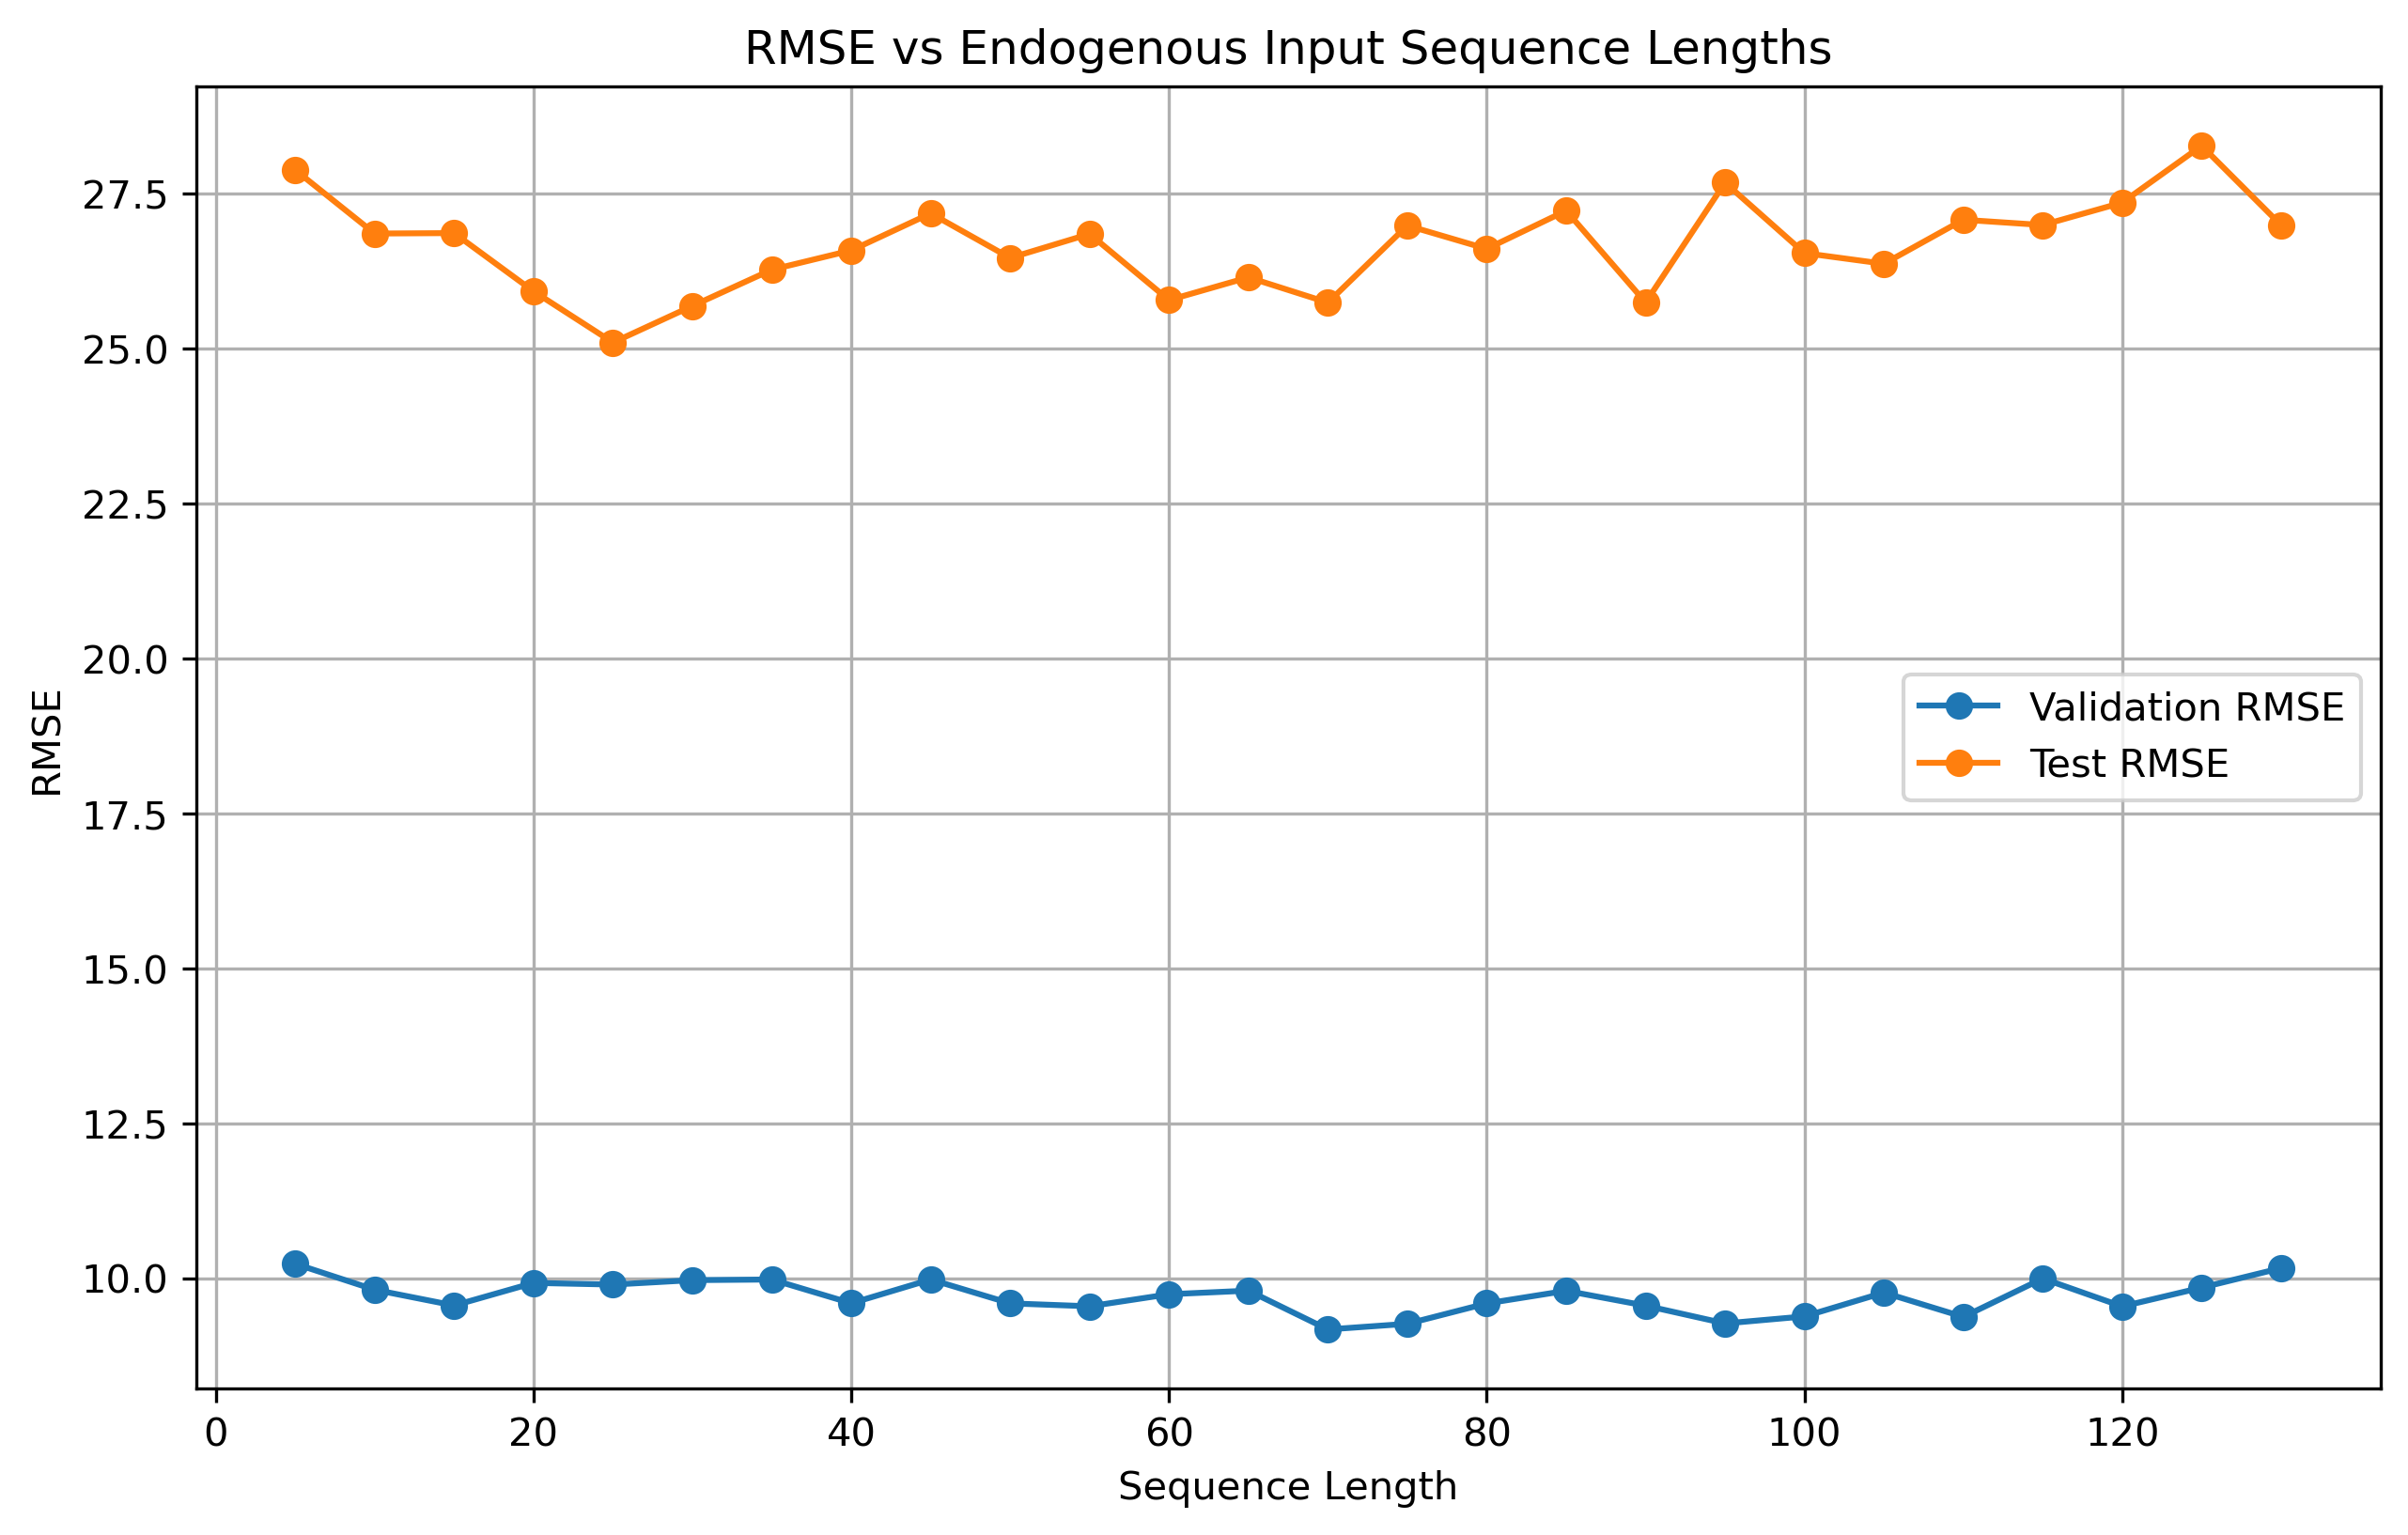 RMSE vs Endogenous Input Sequence Lengths
27.5
25.0
22.5
20.0
17.5
15.0
12.5
10.0
RMSE
Validation RMSE
Test RMSE
0 20 40 60 80 100 120
Sequence Length